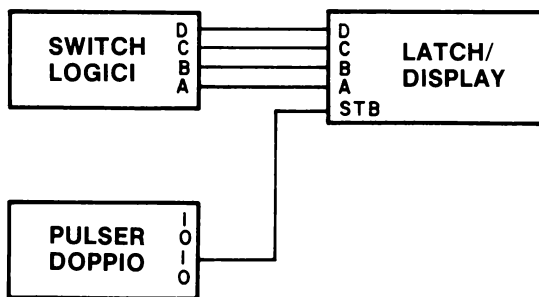 SWITCH
LOGICI
D
C
B
A
D
C
B
A
STB
LATCH/
DISPLAY
PULSER
DOPPIO
I
O
I
O